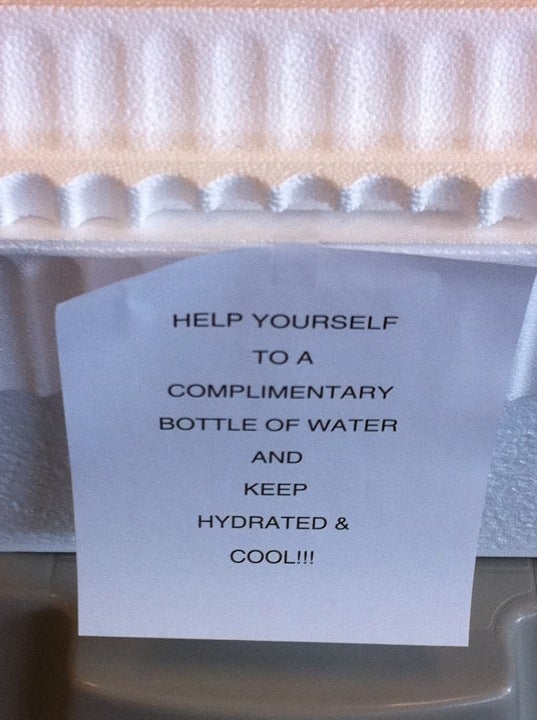 HELP YOURSELF
TO A
COMPLIMENTARY
BOTTLE OF WATER
AND
KEEP
HYDRATED &
COOL!!!